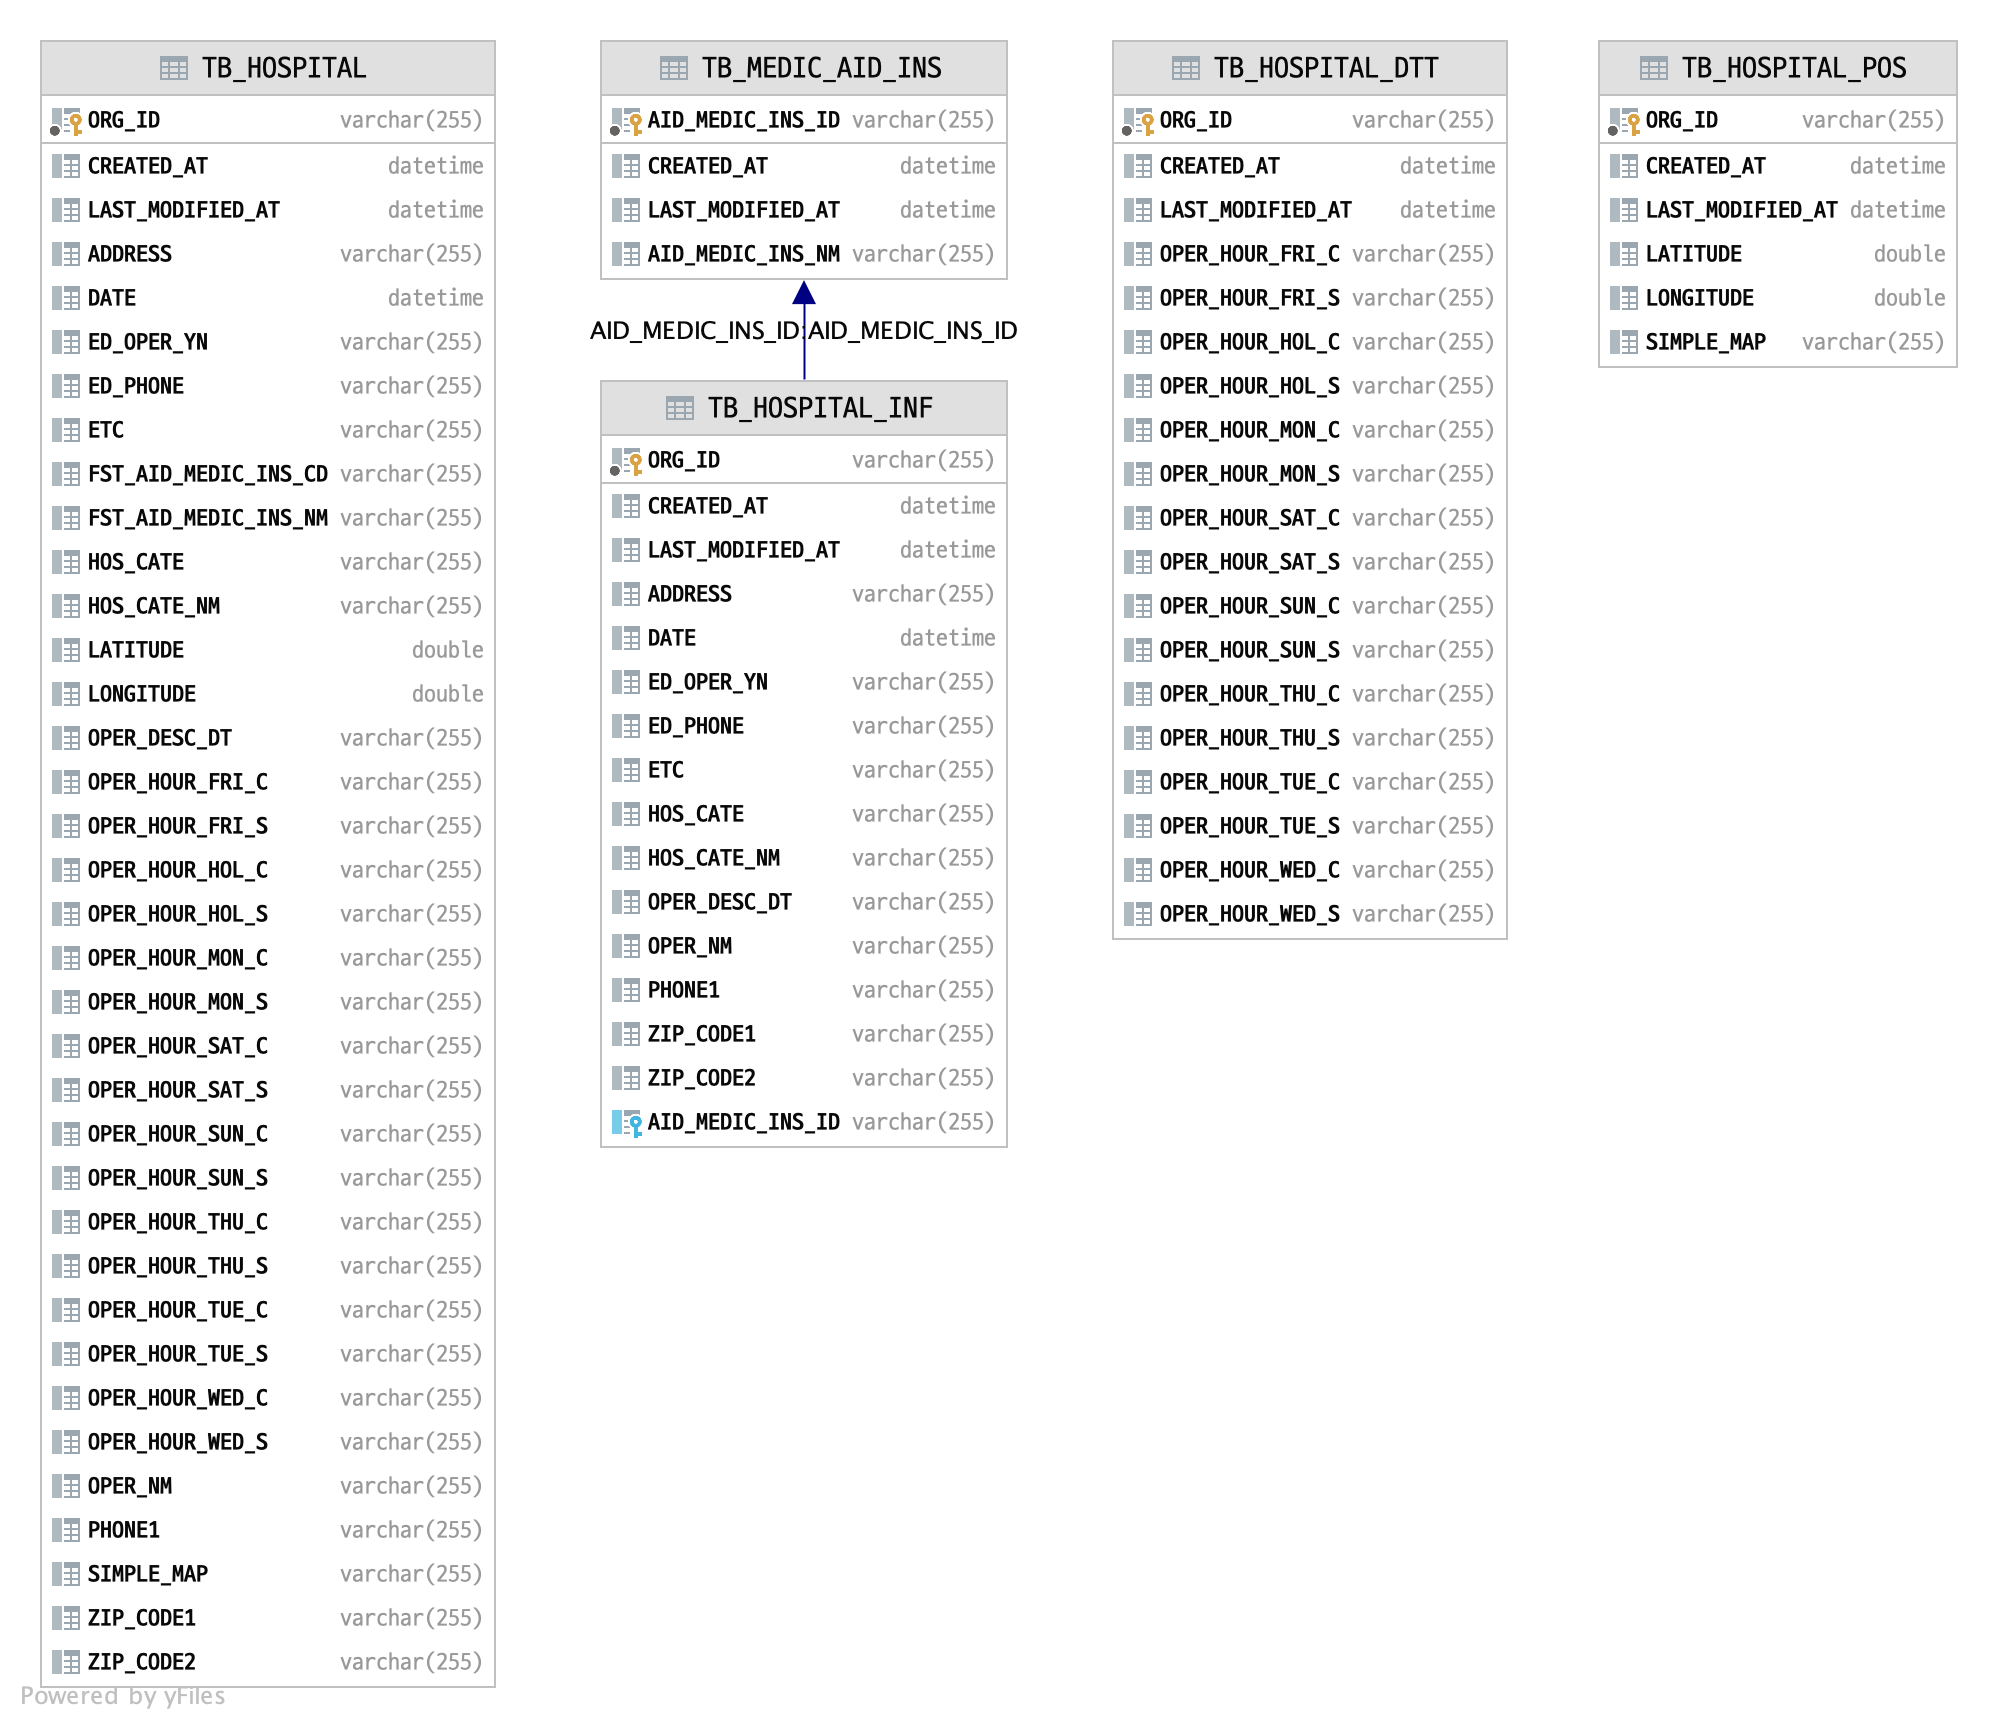 TB_HOSPITAL
ORG_ID varchar(255)
CREATED_AT datetime
LAST_MODIFIED_AT datetime
ADDRESS varchar(255)
DATE datetime
ED_OPER_YN varchar(255)
ED_PHONE varchar(255)
ETC varchar(255)
FST_AID_MEDIC_INS_CD varchar(255)
FST_AID_MEDIC_INS_NM varchar(255)
HOS_CATE varchar(255)
HOS_CATE_NM varchar(255)
LATITUDE double
LONGITUDE double
OPER_DESC_DT varchar(255)
OPER_HOUR_FRI_C varchar(255)
OPER_HOUR_FRI_S varchar(255)
OPER_HOUR_HOL_C varchar(255)
OPER_HOUR_HOL_S varchar(255)
OPER_HOUR_MON_C varchar(255)
OPER_HOUR_MON_S varchar(255)
OPER_HOUR_SAT_C varchar(255)
OPER_HOUR_SAT_S varchar(255)
OPER_HOUR_SUN_C varchar(255)
OPER_HOUR_SUN_S varchar(255)
OPER_HOUR_THU_C varchar(255)
OPER_HOUR_THU_S varchar(255)
OPER_HOUR_TUE_C varchar(255)
OPER_HOUR_TUE_S varchar(255)
OPER_HOUR_WED_C varchar(255)
OPER_HOUR_WED_S varchar(255)
OPER_NM varchar(255)
PHONE1 varchar(255)
SIMPLE_MAP varchar(255)
ZIP_CODE1 varchar(255)
ZIP_CODE2 varchar(255)
TB_MEDIC_AID_INS
AID_MEDIC_INS_ID varchar(255)
CREATED_AT datetime
LAST_MODIFIED_AT datetime
AID_MEDIC_INS_NM varchar(255)
AID_MEDIC_INS_ID:AID_MEDIC_INS_ID
TB_HOSPITAL_INF
ORG_ID varchar(255)
CREATED_AT datetime
LAST_MODIFIED_AT datetime
ADDRESS varchar(255)
DATE datetime
ED_OPER_YN varchar(255)
ED_PHONE varchar(255)
ETC varchar(255)
HOS_CATE varchar(255)
HOS_CATE_NM varchar(255)
OPER_DESC_DT varchar(255)
OPER_NM varchar(255)
PHONE1 varchar(255)
ZIP_CODE1 varchar(255)
ZIP_CODE2 varchar(255)
AID_MEDIC_INS_ID varchar(255)
TB_HOSPITAL_DTT
ORG_ID varchar(255)
CREATED_AT datetime
LAST_MODIFIED_AT datetime
OPER_HOUR_FRI_C varchar(255)
OPER_HOUR_FRI_S varchar(255)
OPER_HOUR_HOL_C varchar(255)
OPER_HOUR_HOL_S varchar(255)
OPER_HOUR_MON_C varchar(255)
OPER_HOUR_MON_S varchar(255)
OPER_HOUR_SAT_C varchar(255)
OPER_HOUR_SAT_S varchar(255)
OPER_HOUR_SUN_C varchar(255)
OPER_HOUR_SUN_S varchar(255)
OPER_HOUR_THU_C varchar(255)
OPER_HOUR_THU_S varchar(255)
OPER_HOUR_TUE_C varchar(255)
OPER_HOUR_TUE_S varchar(255)
OPER_HOUR_WED_C varchar(255)
OPER_HOUR_WED_S varchar(255)
TB_HOSPITAL_POS
ORG_ID varchar(255)
CREATED_AT datetime
LAST_MODIFIED_AT datetime
LATITUDE double
LONGITUDE double
SIMPLE_MAP varchar(255)
Powered by yFiles